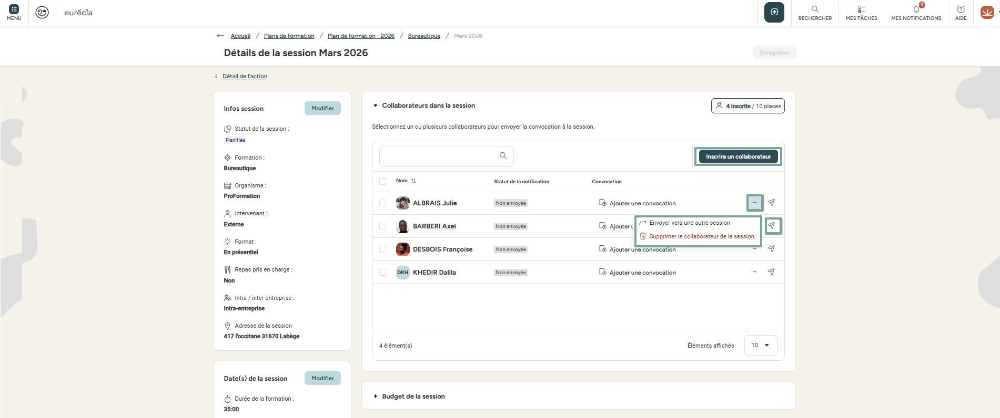 MENU
eurécia
RECHERCHER
MES TÂCHES
1
MES NOTIFICATIONS
AIDE
← Accueil / Plans de formation / Plan de formation - 2026 / Bureautique / Mars 2026
Détails de la session Mars 2026
Enregistrer
Détail de l'action
Infos session
Modifier
Statut de la session :
Planifiée
Formation :
Bureautique
Organisme :
ProFormation
Intervenant :
Externe
Format :
En présentiel
Repas pris en charge :
Non
Intra / inter-entreprise :
Intra-entreprise
Adresse de la session
417 l'occitane 31670 Labège
Date(s) de la session
Modifier
Durée de la formation :
35:00
Collaborateurs dans la session
4 inscrits / 10 places
Sélectionnez un ou plusieurs collaborateurs pour envoyer la convocation à la session.
Inscrire un collaborateur
Nom
Statut de la notification
Convocation
ALBRAIS Julie
Non envoyée
Ajouter une convocation
BARBERI Axel
Non envoyée
Ajouter
Envoyer vers une autre session
Supprimer le collaborateur de la session
DESBOIS Françoise
Non envoyée
Ajouter une convocation
DKH
KHEDIR Dalila
Non envoyée
Ajouter une convocation
4 élément(s)
Éléments affichés
10
Budget de la session